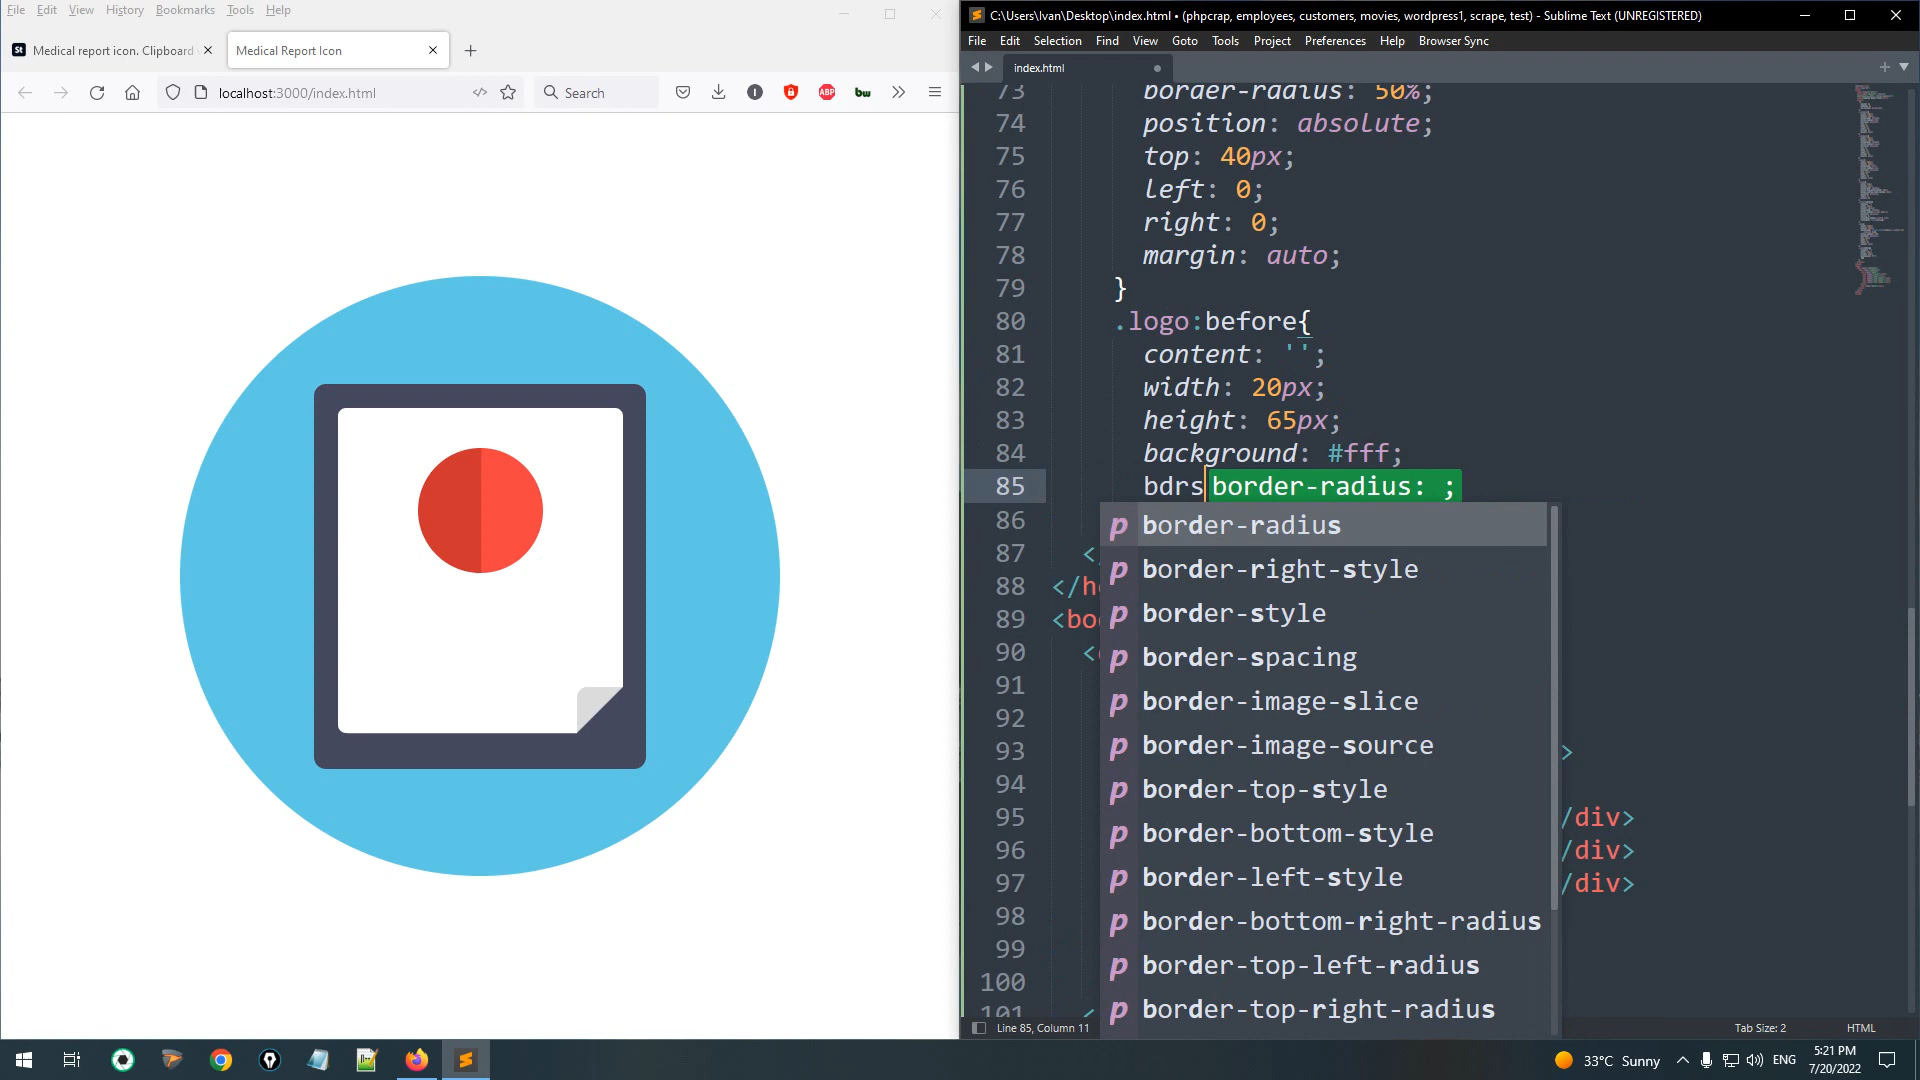 File Edit View History Bookmarks Tools Help
Medical report icon. Clipboard
Medical Report Icon
localhost:3000/index.html
Search
ABP
bw
C:\Users\Ivan\Desktop\index.html • (phpcrap, employees, customers, movies, wordpress1, scrape, test) - Sublime Text (UNREGISTERED)
File Edit Selection Find View Goto Tools Project Preferences Help Browser Sync
index.html
73 border-radius: 50%;
74 position: absolute;
75 top: 40px;
76 left: 0;
77 right: 0;
78 margin: auto;
79 }
80 .logo:before{
81 content: '';
82 width: 20px;
83 height: 65px;
84 background: #fff;
85 bdrs border-radius: ;
86 border-radius
87 </ border-right-style
88 </he border-style
89 <bod border-spacing
90 <
91 border-image-slice
92
93 border-image-source >
94 border-top-style
95 border-bottom-style /div>
96 /div>
97 border-left-style /div>
98 border-bottom-right-radius
99 border-top-left-radius
100 border-top-right-radius
101 <
Line 85, Column 11
Tab Size: 2
HTML
33°C Sunny
ENG
5:21 PM
7/20/2022